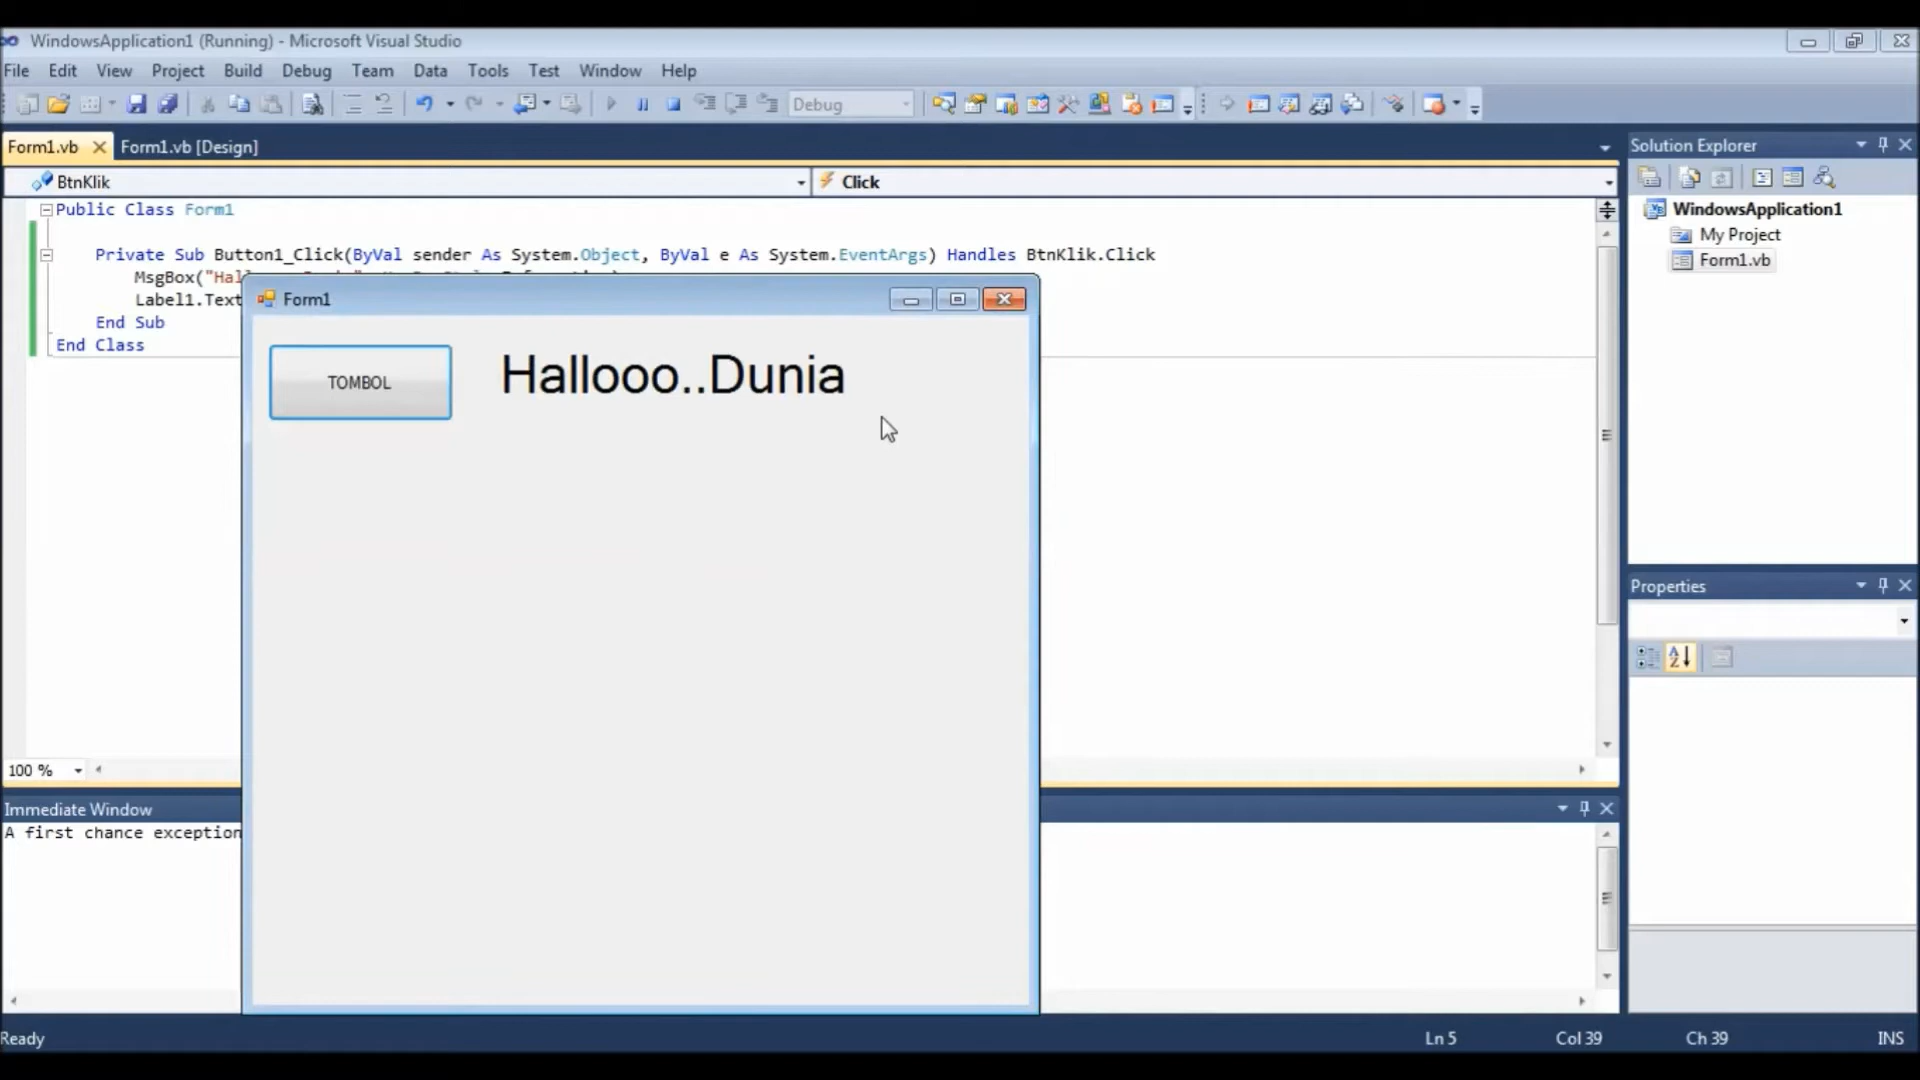 WindowsApplication1 (Running) - Microsoft Visual Studio
File Edit View Project Build Debug Team Data Tools Test Window Help
Debug
Form1.vb Form1.vb [Design]
BtnKlik Click
Public Class Form1
Private Sub Button1_Click(ByVal sender As System.Object, ByVal e As System.EventArgs) Handles BtnKlik.Click
MsgBox("Hal
Label1.Text
End Sub
End Class
Form1
TOMBOL
Hallooo..Dunia
100 %
Immediate Window
A first chance exception
Solution Explorer
WindowsApplication1
My Project
Form1.vb
Properties
Ready Ln 5 Col 39 Ch 39 INS